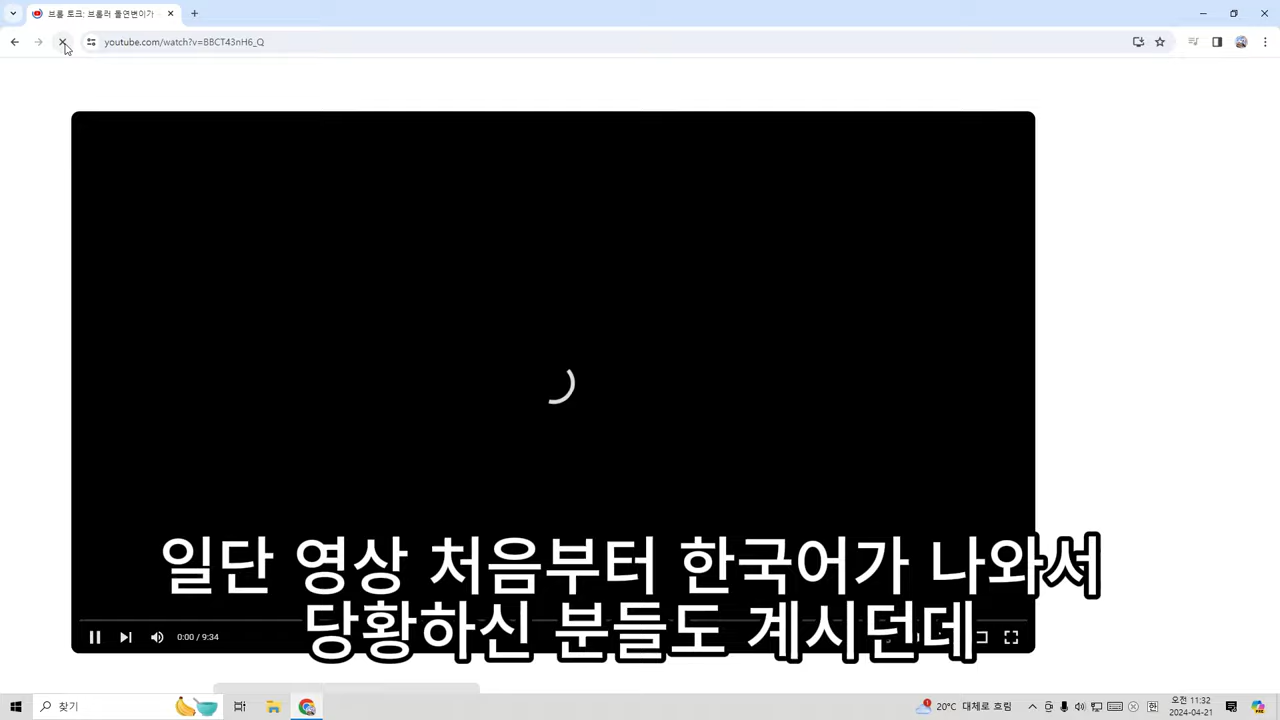 브롤 토크: 브롤러 돌연변이가
youtube.com/watch?v=BBCT43nH6_Q
일단 영상 처음부터 한국어가 나와서
당황하신 분들도 계시던데
0:00 / 9:34
찾기
20°C 대체로 흐림
한
오전 11:32
2024-04-21